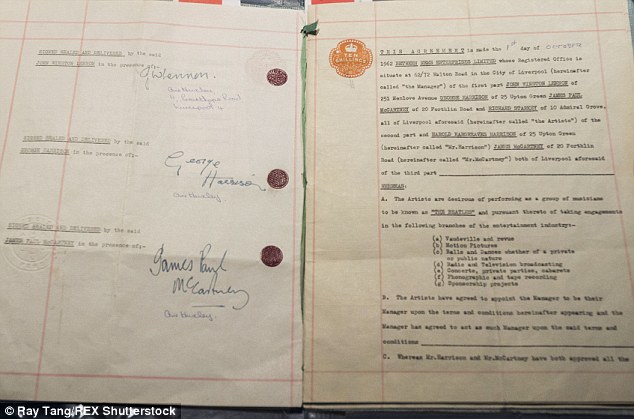 SIGNED SEALED AND DELIVERED by the said
JOHN WINSTON LENNON in the presence of:-
JWLennon.
SIGNED SEALED AND DELIVERED by the said
GEORGE HARRISON in the presence of:-
George
Harrison
SIGNED SEALED AND DELIVERED by the said
JAMES PAUL McCARTNEY in the presence of:-
James Paul
McCartney
TEN
SHILLINGS
THIS AGREEMENT is made the 1st day of October
1962 BETWEEN NEMS ENTERPRISES LIMITED whose Registered Office is
situate at 68/72 Walton Road in the City of Liverpool (hereinafter
called "the Manager") of the first part JOHN WINSTON LENNON of
251 Menlove Avenue GEORGE HARRISON of 25 Upton Green JAMES PAUL
McCARTNEY of 20 Forthlin Road and RICHARD STARKEY of 10 Admiral Grove,
all of Liverpool aforesaid (hereinafter called "the Artists") of the
second part and HAROLD HARGREAVES HARRISON of 25 Upton Green
(hereinafter called "Mr.Harrison") JAMES McCARTNEY of 20 Forthlin
Road (hereinafter called "Mr.McCartney") both of Liverpool aforesaid
of the third part
WHEREAS:
A. The Artists are desirous of performing as a group of musicians
to be known as "THE BEATLES" and pursuant thereto of taking engagements
in the following branches of the entertainment industry:-
(a) Vaudeville and revue
(b) Motion Pictures
(c) Balls and Dances whether of a private
or public nature
(d) Radio and Television broadcasting
(e) Concerts, private parties, cabarets
(f) Phonographic and tape recording
(g) Sponsorship projects
B. The Artists have agreed to appoint the Manager to be their
Manager upon the terms and conditions hereinafter appearing and the
Manager has agreed to act as such Manager upon the said terms and
conditions
C. Whereas Mr.Harrison and Mr.McCartney have both approved all the
© Ray Tang/REX Shutterstock